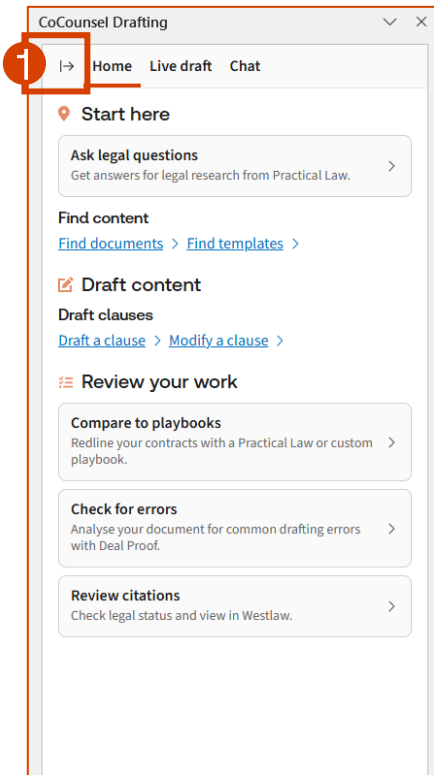 CoCounsel Drafting
1
Home Live draft Chat
Start here
Ask legal questions
Get answers for legal research from Practical Law.
Find content
Find documents > Find templates >
Draft content
Draft clauses
Draft a clause > Modify a clause >
Review your work
Compare to playbooks
Redline your contracts with a Practical Law or custom
playbook.
Check for errors
Analyse your document for common drafting errors
with Deal Proof.
Review citations
Check legal status and view in Westlaw.